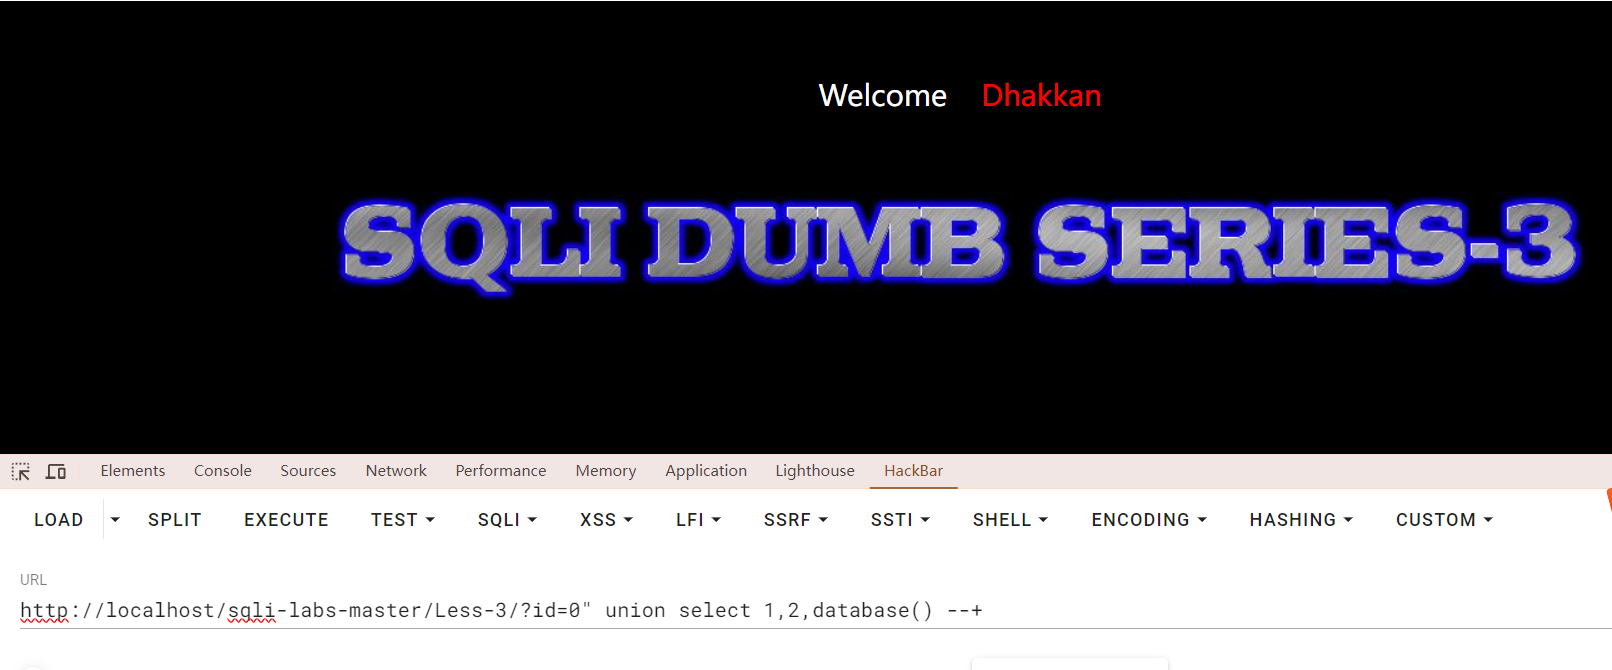 Welcome Dhakkan
SQLI DUMB SERIES-3
Elements Console Sources Network Performance Memory Application Lighthouse HackBar
LOAD SPLIT EXECUTE TEST SQLI XSS LFI SSRF SSTI SHELL ENCODING HASHING CUSTOM
URL
http://localhost/sqli-labs-master/Less-3/?id=0" union select 1,2,database() --+